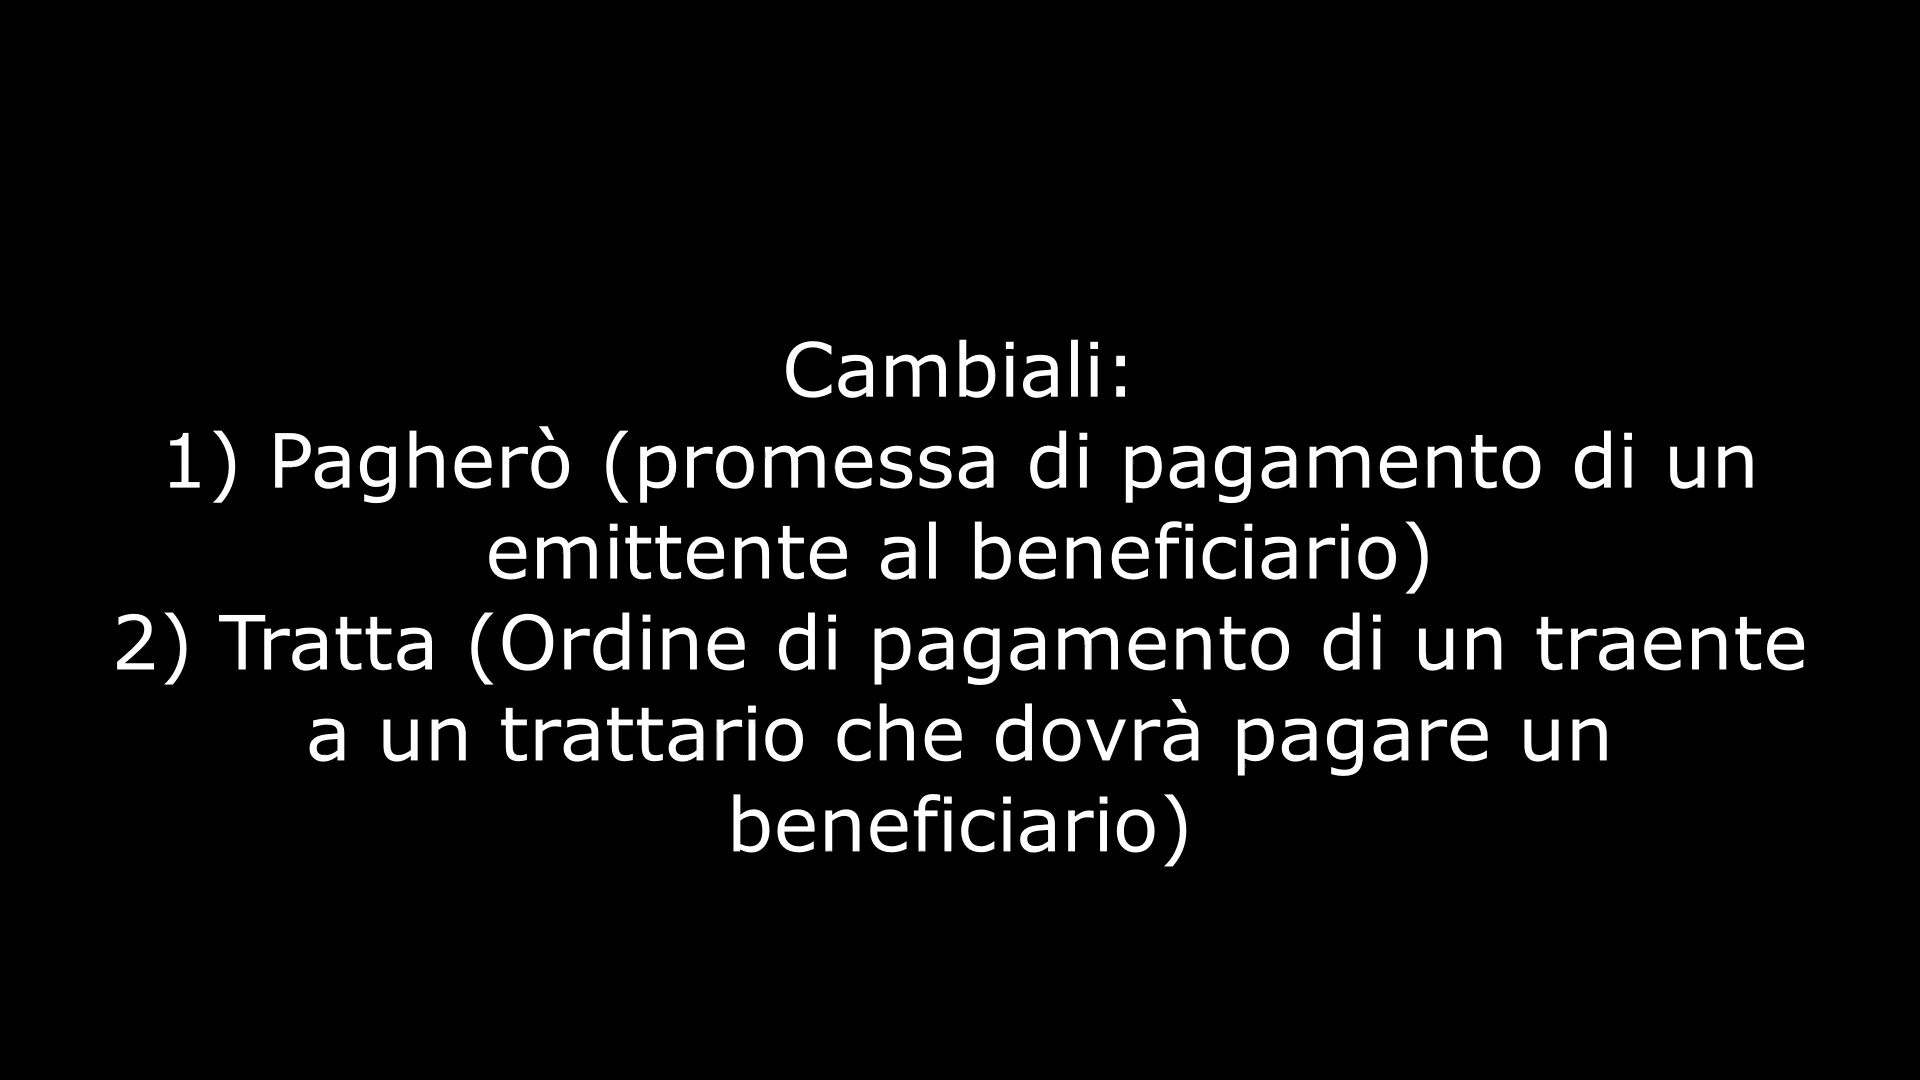 Cambiali:
1) Pagherò (promessa di pagamento di un
emittente al beneficiario)
2) Tratta (Ordine di pagamento di un traente
a un trattario che dovrà pagare un
beneficiario)